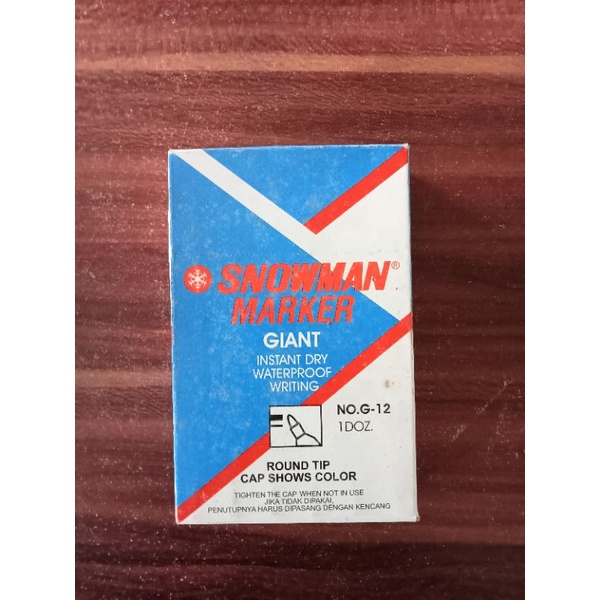 SNOWMAN®
MARKER
GIANT
INSTANT DRY
WATERPROOF
WRITING
NO.G-12
1DOZ.
ROUND TIP
CAP SHOWS COLOR
TIGHTEN THE CAP WHEN NOT IN USE
JIKA TIDAK DIPAKAI,
PENUTUPNYA HARUS DIPASANG DENGAN KENCANG